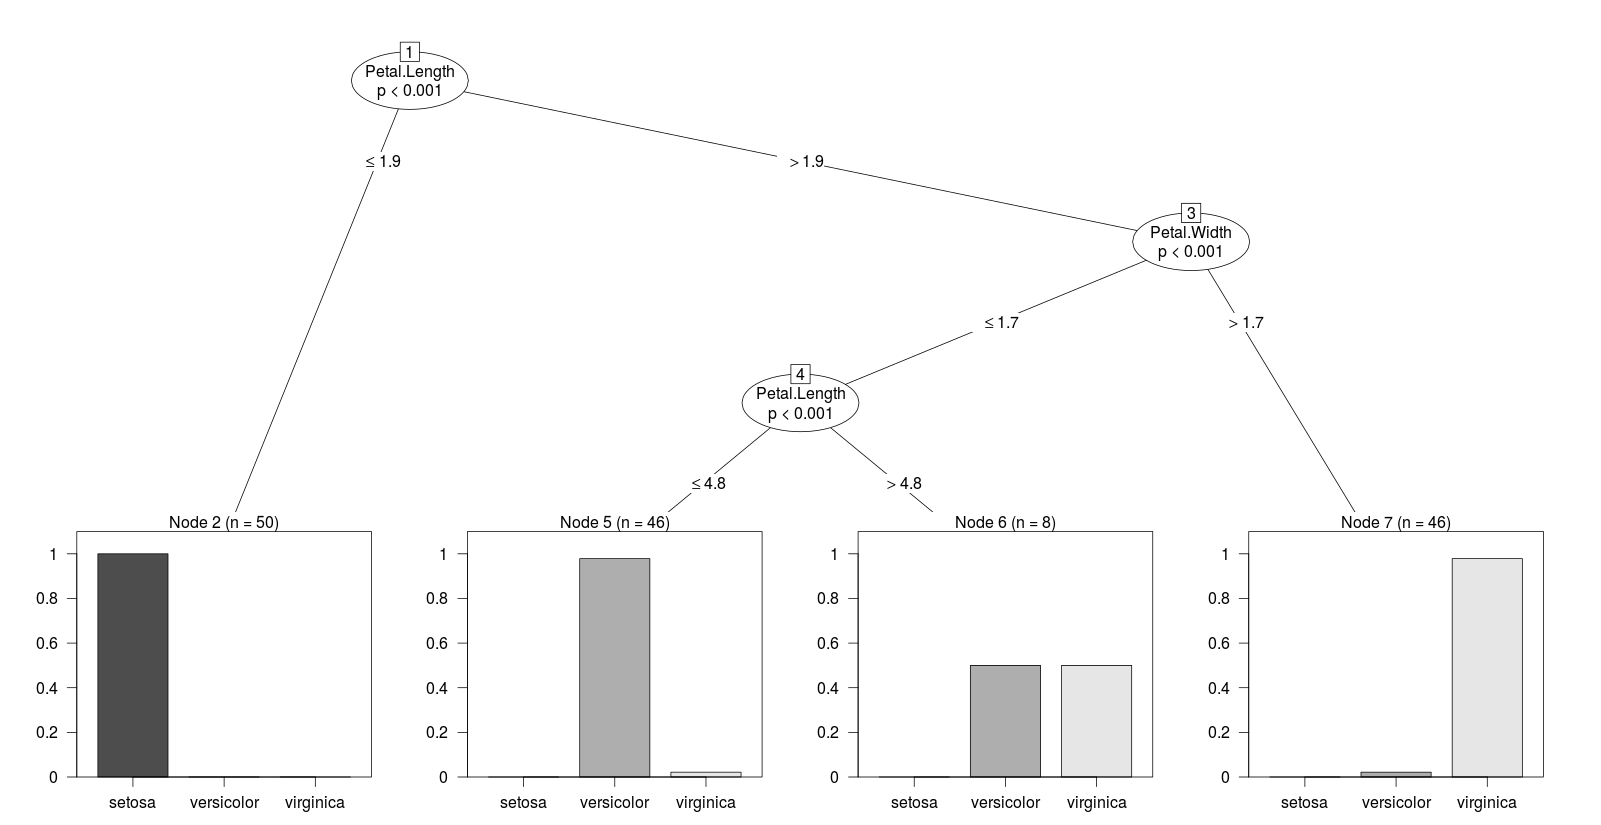 1
Petal.Length
p < 0.001
≤ 1.9
> 1.9
3
Petal.Width
p < 0.001
≤ 1.7
> 1.7
4
Petal.Length
p < 0.001
≤ 4.8
> 4.8
Node 2 (n = 50)
1
0.8
0.6
0.4
0.2
0
setosa versicolor virginica
Node 5 (n = 46)
1
0.8
0.6
0.4
0.2
0
setosa versicolor virginica
Node 6 (n = 8)
1
0.8
0.6
0.4
0.2
0
setosa versicolor virginica
Node 7 (n = 46)
1
0.8
0.6
0.4
0.2
0
setosa versicolor virginica